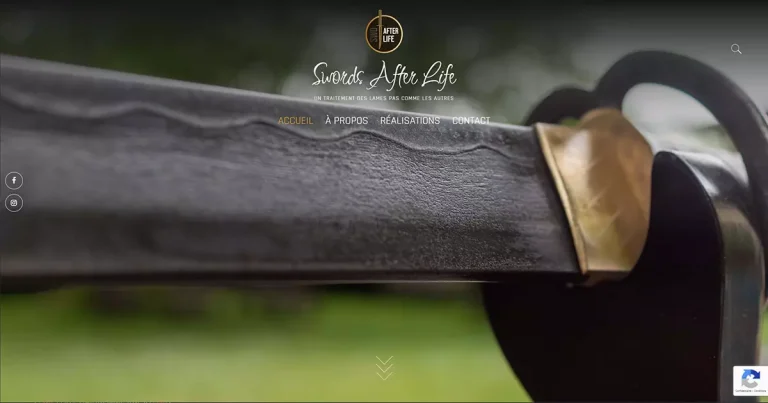 AFTER
LIFE
Swords After Life
UN TRAITEMENT DES LAMES PAS COMME LES AUTRES
ACCUEIL À PROPOS RÉALISATIONS CONTACT